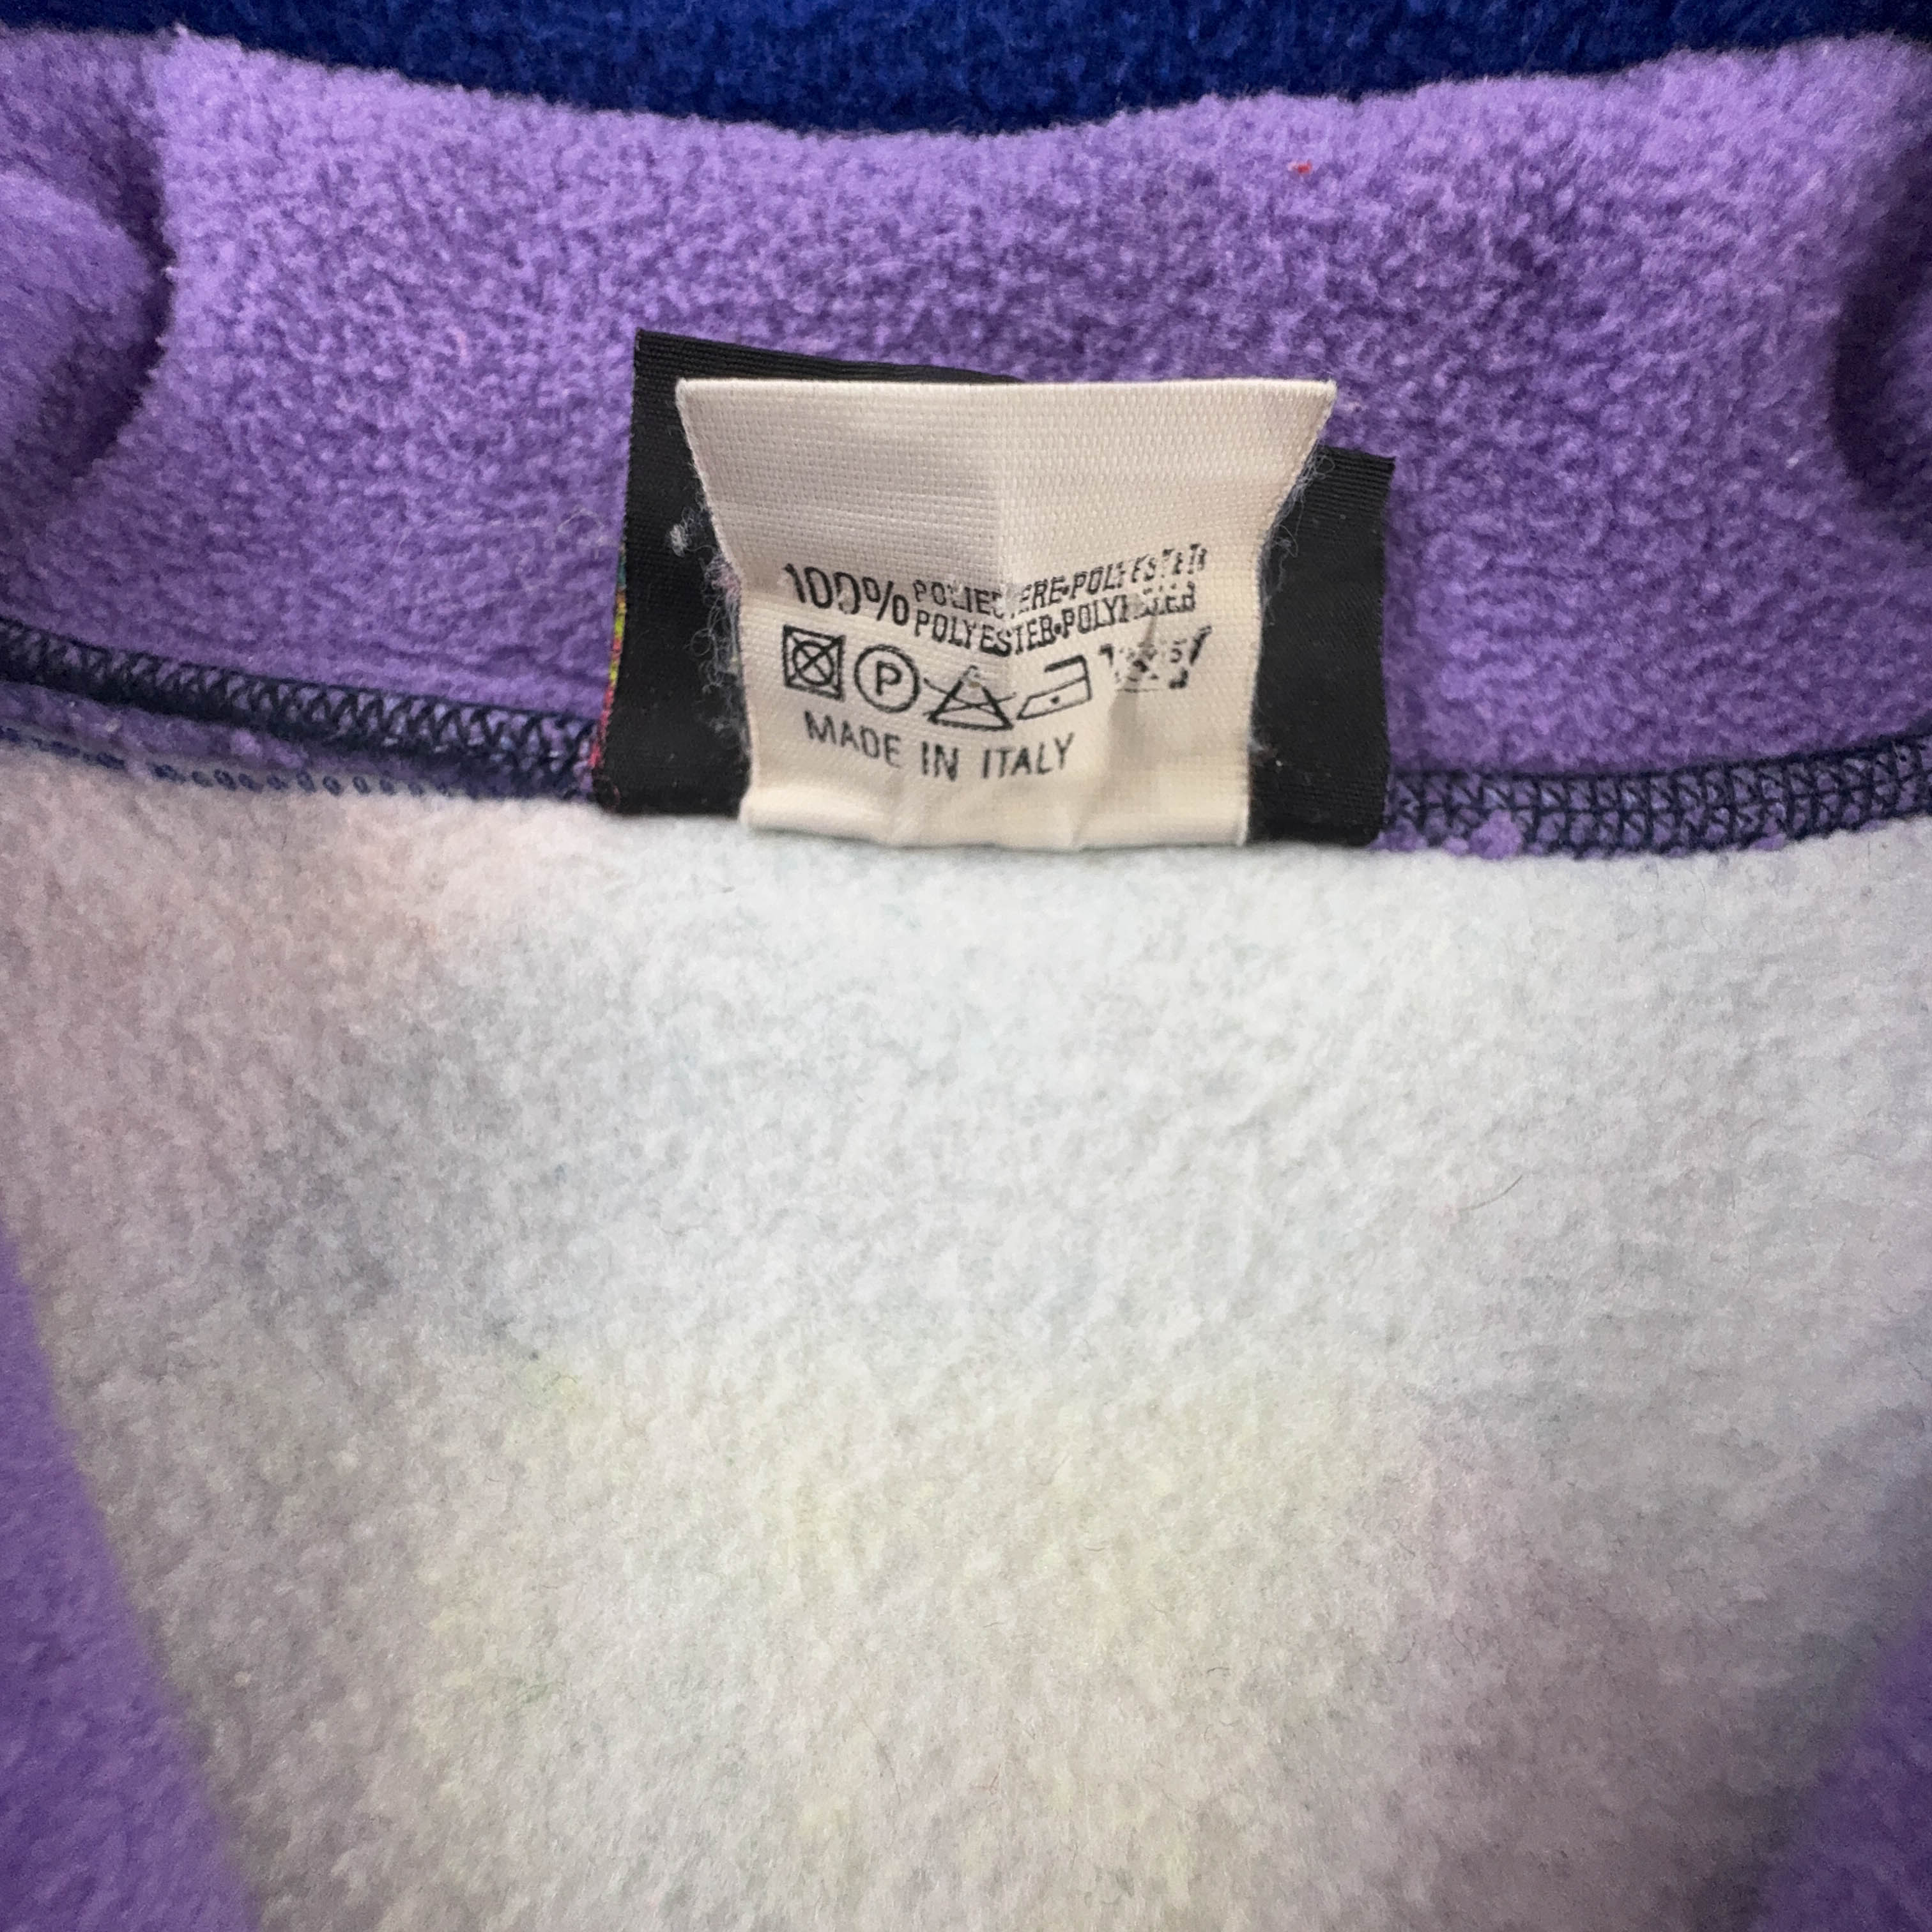 100% POLIESTERE•POLYESTER
POLYESTER•POLYESTER
P
MADE IN ITALY